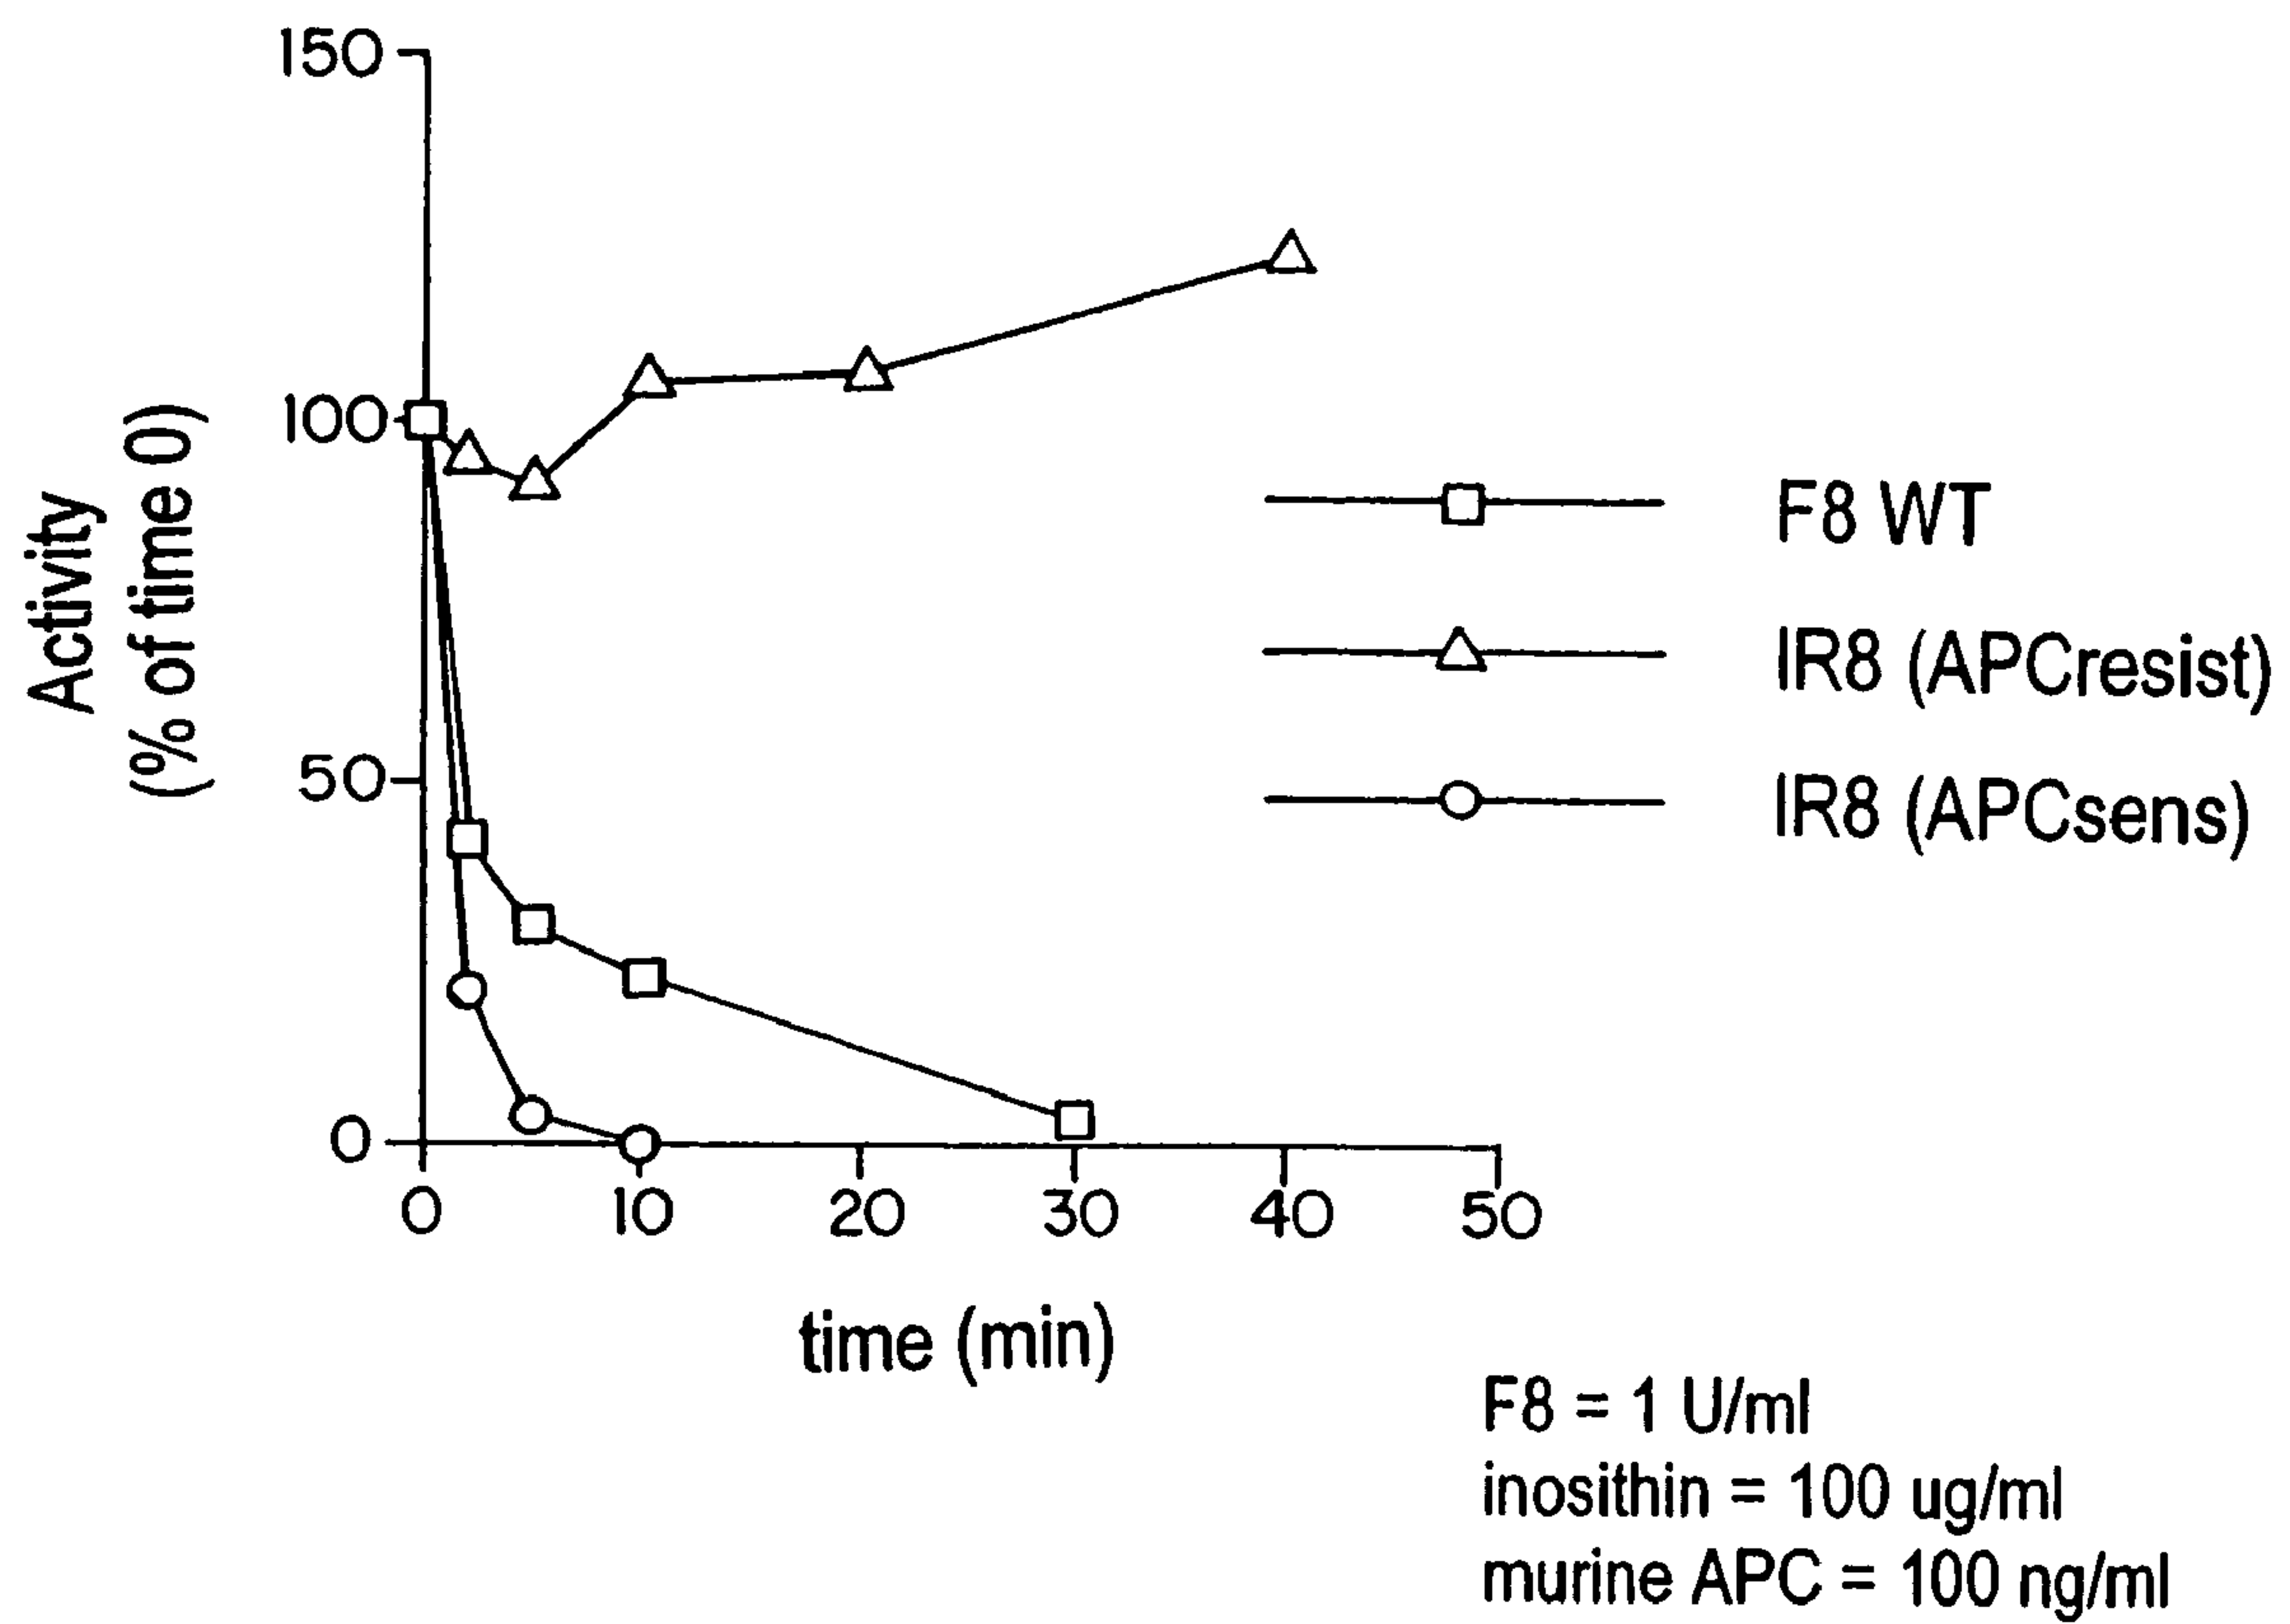 150
100
50
0
Activity
(% of time 0)
0 10 20 30 40 50
time (min)
F8 WT
IR8 (APCresist)
IR8 (APCsens)
F8 = 1 U/ml
inosithin = 100 ug/ml
murine APC = 100 ng/ml